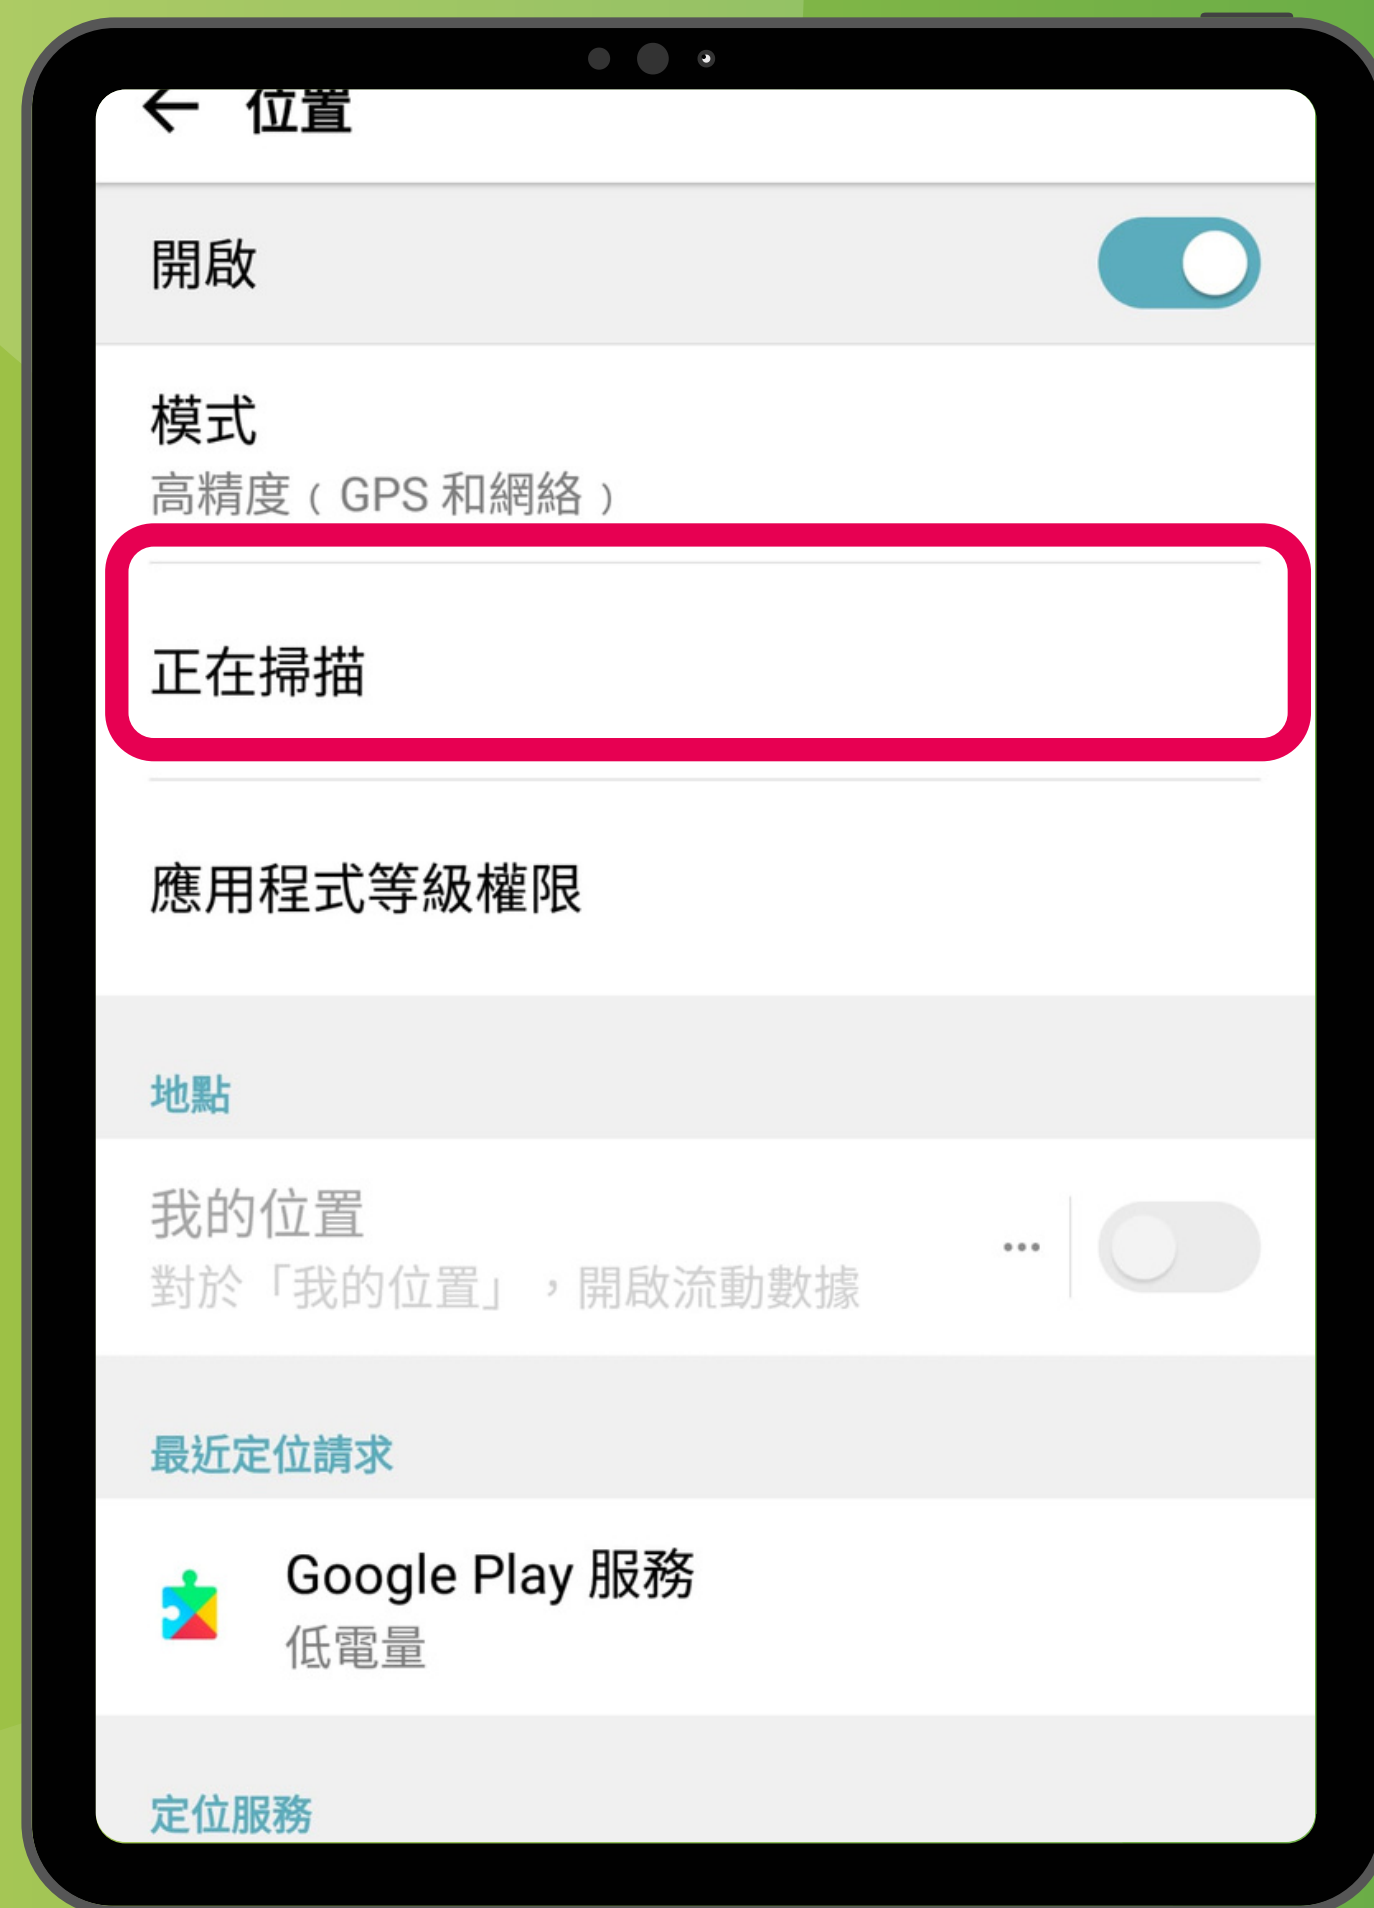 位置
開啟
模式
高精度（GPS 和網絡）
正在掃描
應用程式等級權限
地點
我的位置
對於「我的位置」，開啟流動數據
最近定位請求
Google Play 服務
低電量
定位服務